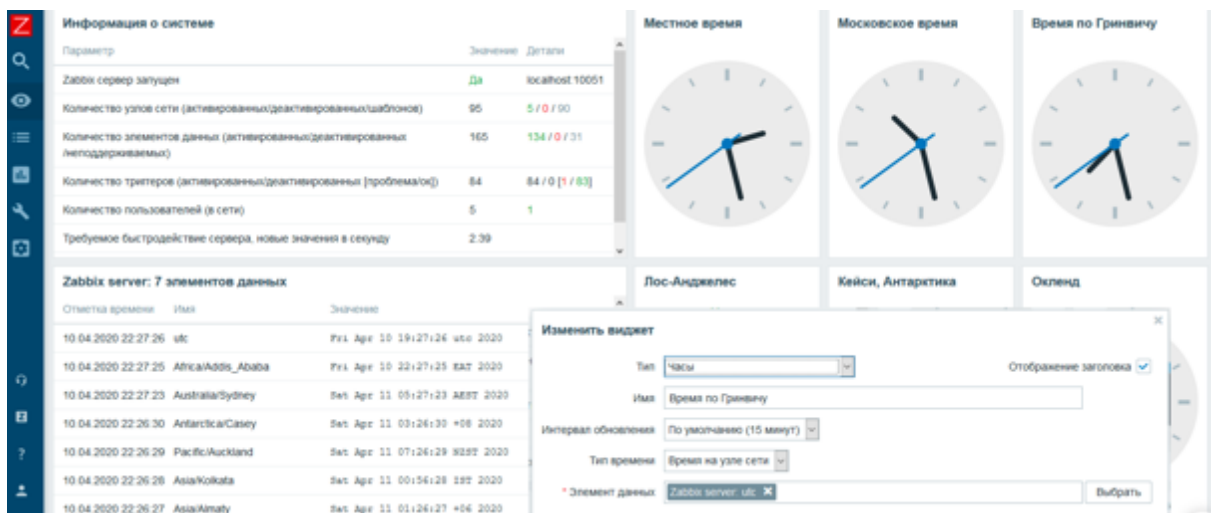 Z
Информация о системе
Параметр Значение Детали
Zabbix сервер запущен Да localhost:10051
Количество узлов сети (активированных/деактивированных/шаблонов) 95 5 / 0 / 90
Количество элементов данных (активированных/деактивированных 165 134 / 0 / 31
/неподдерживаемых)
Количество триггеров (активированных/деактивированных [проблема/ок]) 84 84 / 0 [1 / 83]
Количество пользователей (в сети) 5 1
Требуемое быстродействие сервера, новые значения в секунду 2.39
Местное время
Московское время
Время по Гринвичу
Zabbix server: 7 элементов данных
Отметка времени Имя Значение
10.04.2020 22:27:26 utc Fri Apr 10 19:27:26 utc 2020
10.04.2020 22:27:25 Africa/Addis_Ababa Fri Apr 10 22:27:25 EAT 2020
10.04.2020 22:27:23 Australia/Sydney Sat Apr 11 05:27:23 AEST 2020
10.04.2020 22:26:30 Antarctica/Casey Sat Apr 11 03:26:30 +08 2020
10.04.2020 22:26:29 Pacific/Auckland Sat Apr 11 07:26:29 NZST 2020
10.04.2020 22:26:28 Asia/Kolkata Sat Apr 11 00:56:28 IST 2020
10.04.2020 22:26:27 Asia/Almaty Sat Apr 11 01:26:27 +06 2020
Лос-Анджелес
Кейси, Антарктика
Окленд
Изменить виджет
Тип Часы Отображение заголовка
Имя Время по Гринвичу
Интервал обновления По умолчанию (15 минут)
Тип времени Время на узле сети
* Элемент данных Zabbix server: utc Выбрать
Z
?